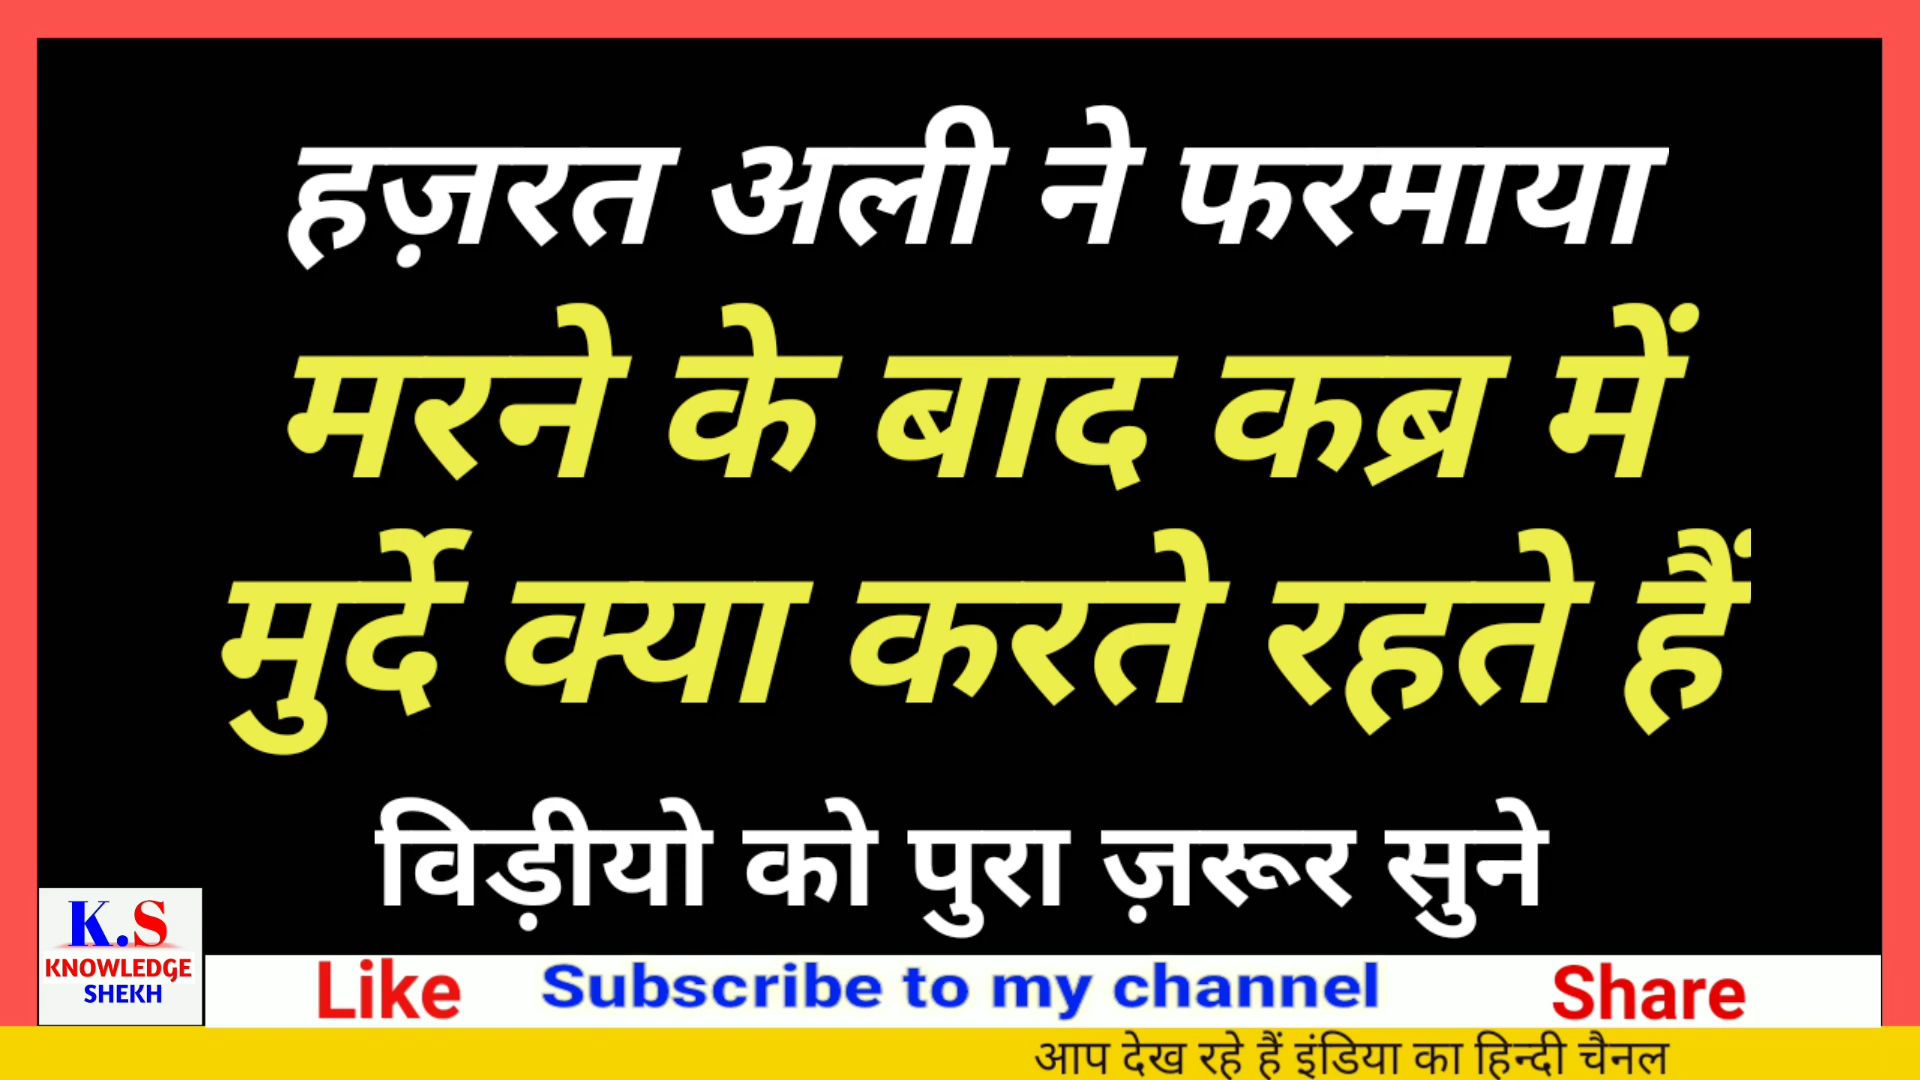 हज़रत अली ने फरमाया
मरने के बाद कब्र में
मुर्दे क्या करते रहते हैं
विड़ीयो को पुरा ज़रूर सुने
K.S
KNOWLEDGE
SHEKH
Like Subscribe to my channel Share
आप देख रहे हैं इंडिया का हिन्दी चैनल